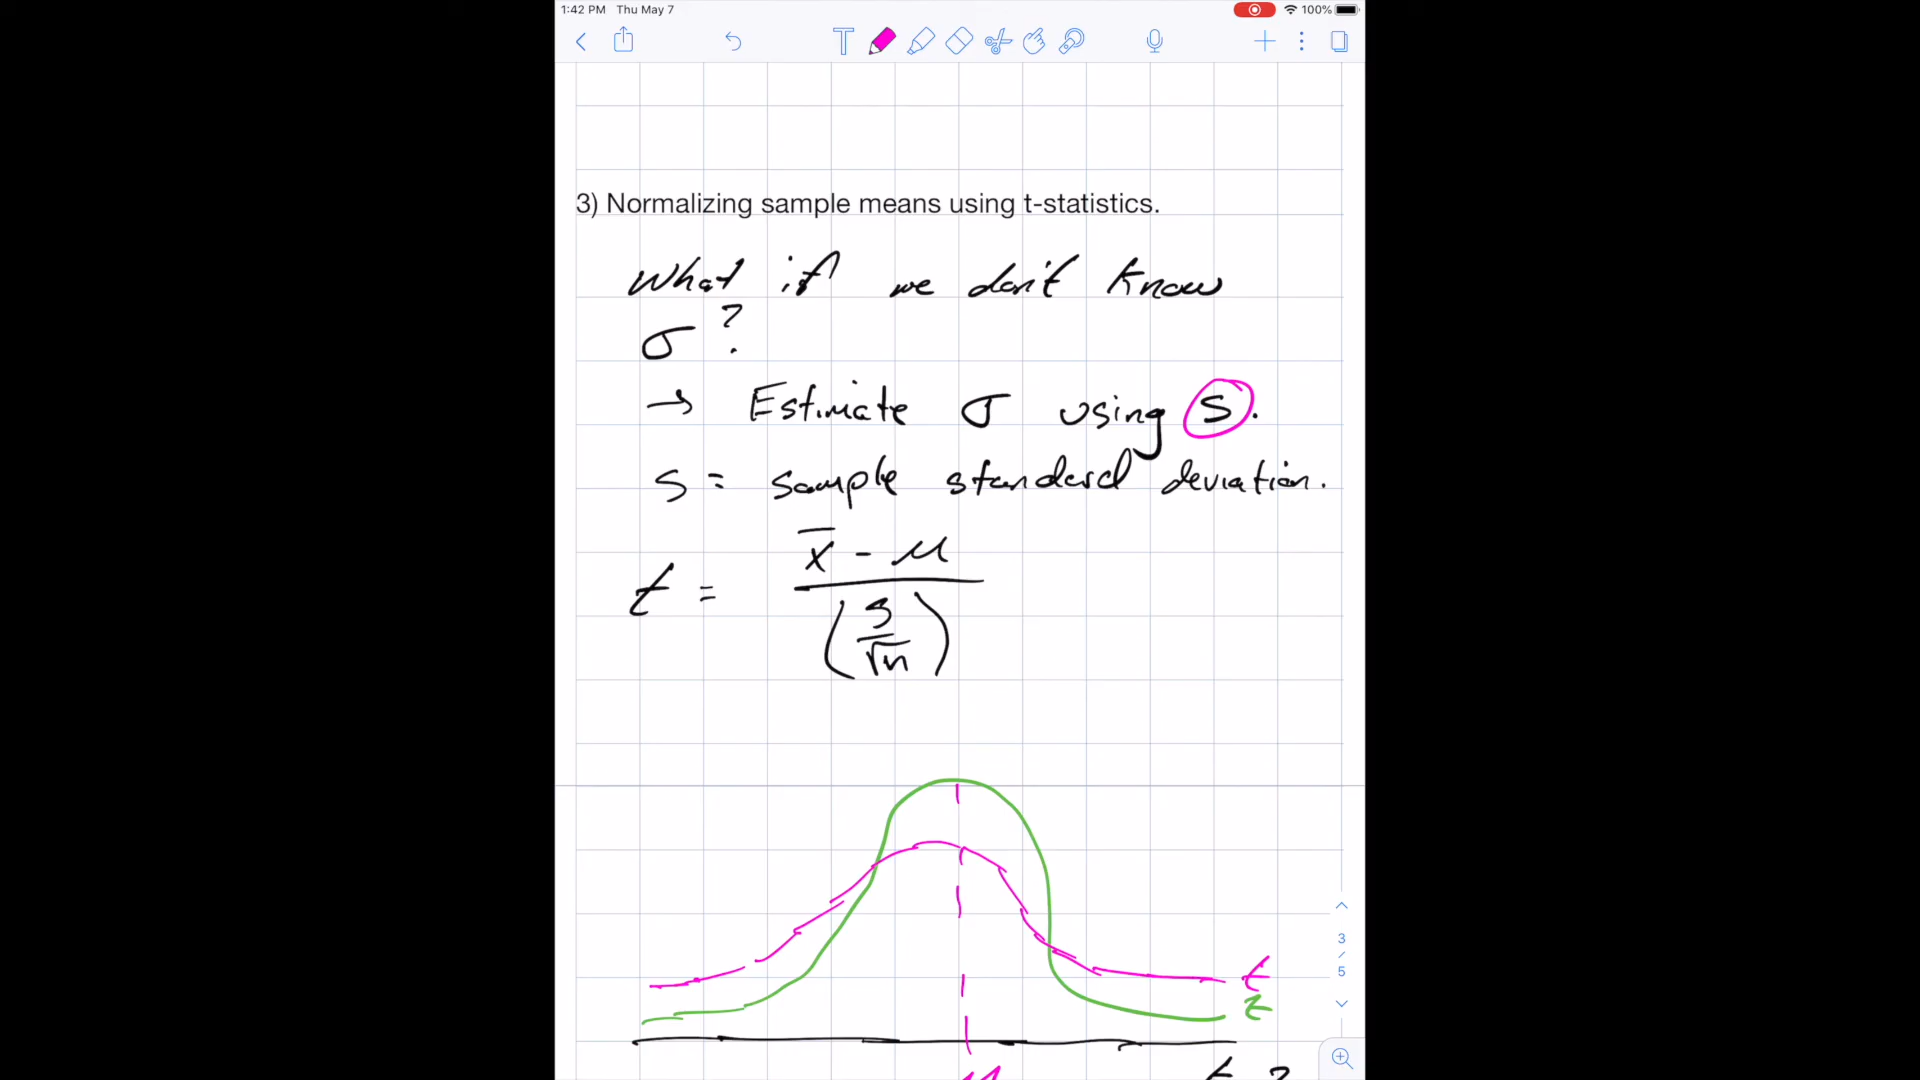 1:42 PM Thu May 7
100%
T
3) Normalizing sample means using t-statistics.
What if we don't know
σ ?
→ Estimate σ using s.
s = sample standard deviation.
t = x̄ - μ / (s / √n)
t
z
3 / 5
μ